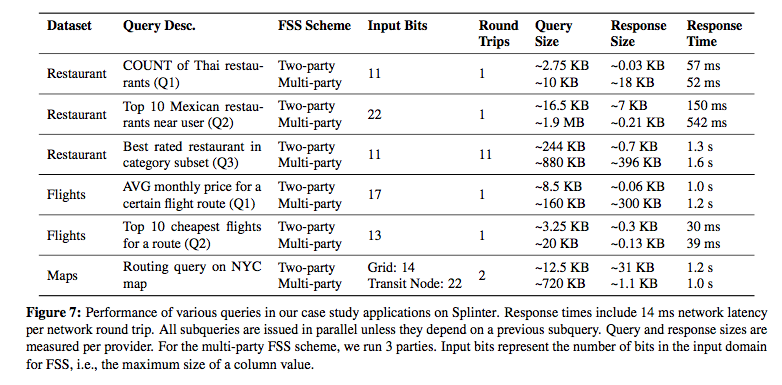 Dataset Query Desc. FSS Scheme Input Bits Round Trips Query Size Response Size Response Time
Restaurant COUNT of Thai restau-
rants (Q1) Two-party
Multi-party 11 1 ~2.75 KB
~10 KB ~0.03 KB
~18 KB 57 ms
52 ms
Restaurant Top 10 Mexican restau-
rants near user (Q2) Two-party
Multi-party 22 1 ~16.5 KB
~1.9 MB ~7 KB
~0.21 KB 150 ms
542 ms
Restaurant Best rated restaurant in
category subset (Q3) Two-party
Multi-party 11 11 ~244 KB
~880 KB ~0.7 KB
~396 KB 1.3 s
1.6 s
Flights AVG monthly price for a
certain flight route (Q1) Two-party
Multi-party 17 1 ~8.5 KB
~160 KB ~0.06 KB
~300 KB 1.0 s
1.2 s
Flights Top 10 cheapest flights
for a route (Q2) Two-party
Multi-party 13 1 ~3.25 KB
~20 KB ~0.3 KB
~0.13 KB 30 ms
39 ms
Maps Routing query on NYC
map Two-party
Multi-party Grid: 14
Transit Node: 22 2 ~12.5 KB
~720 KB ~31 KB
~1.1 KB 1.2 s
1.0 s
Figure 7: Performance of various queries in our case study applications on Splinter. Response times include 14 ms network latency
per network round trip. All subqueries are issued in parallel unless they depend on a previous subquery. Query and response sizes are
measured per provider. For the multi-party FSS scheme, we run 3 parties. Input bits represent the number of bits in the input domain
for FSS, i.e., the maximum size of a column value.